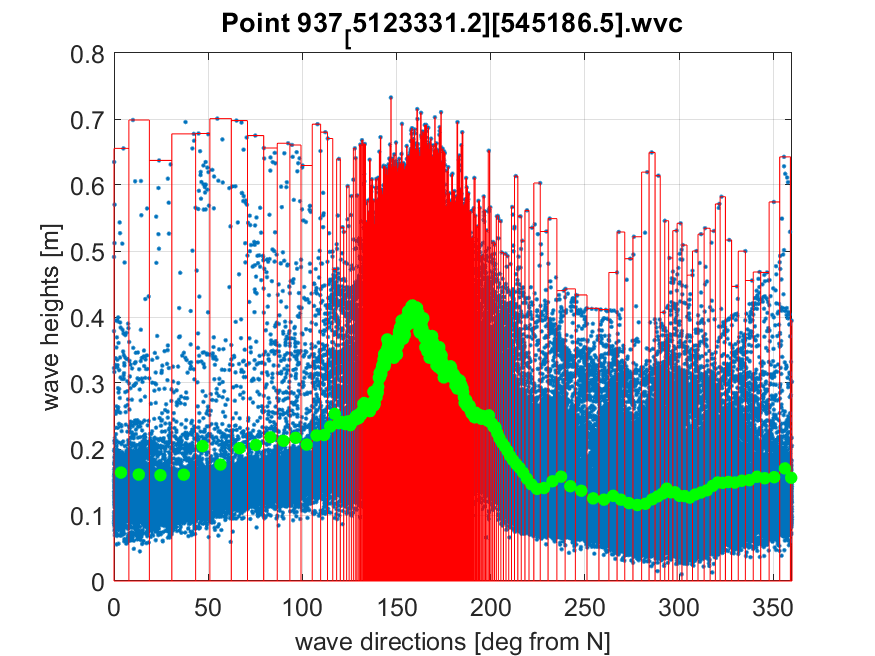 Point 937[5123331.2][545186.5].wvc
0.8
0.7
0.6
0.5
0.4
0.3
0.2
0.1
0
wave heights [m]
0 50 100 150 200 250 300 350
wave directions [deg from N]